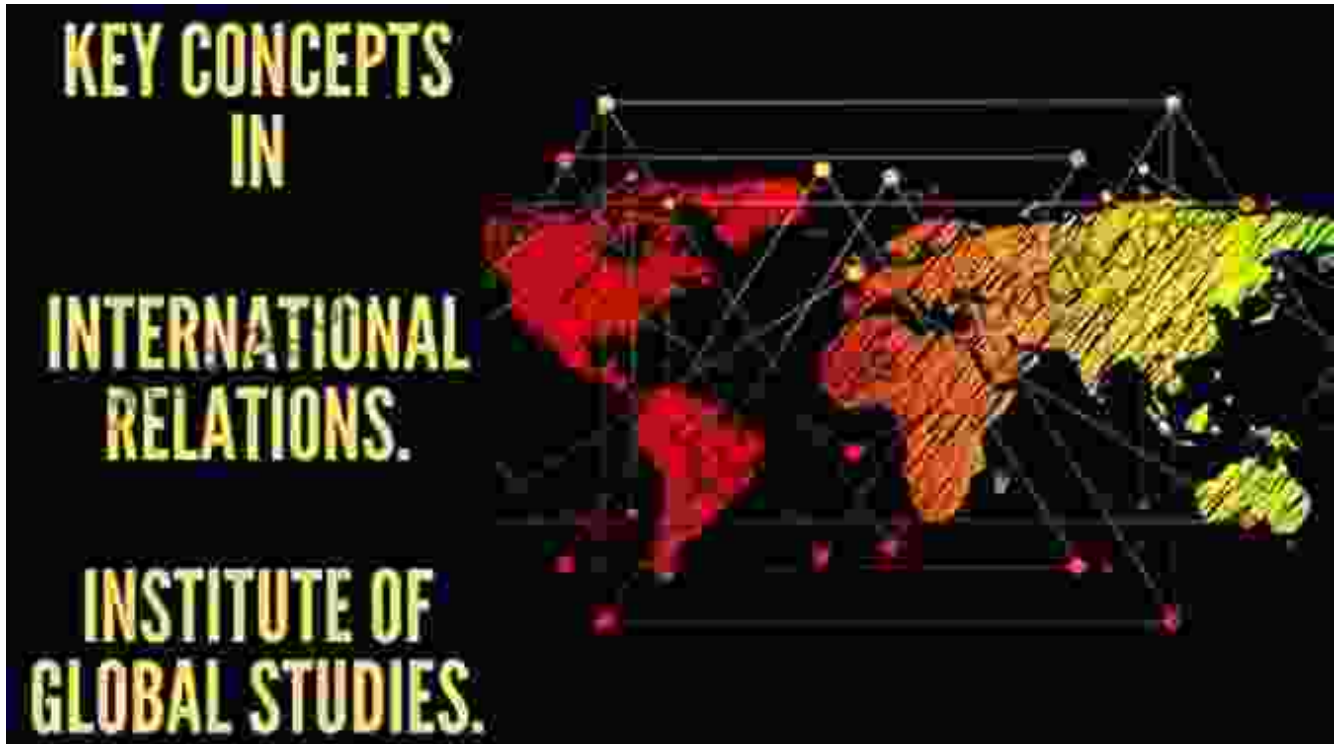 KEY CONCEPTS
IN
INTERNATIONAL
RELATIONS.
INSTITUTE OF
GLOBAL STUDIES.